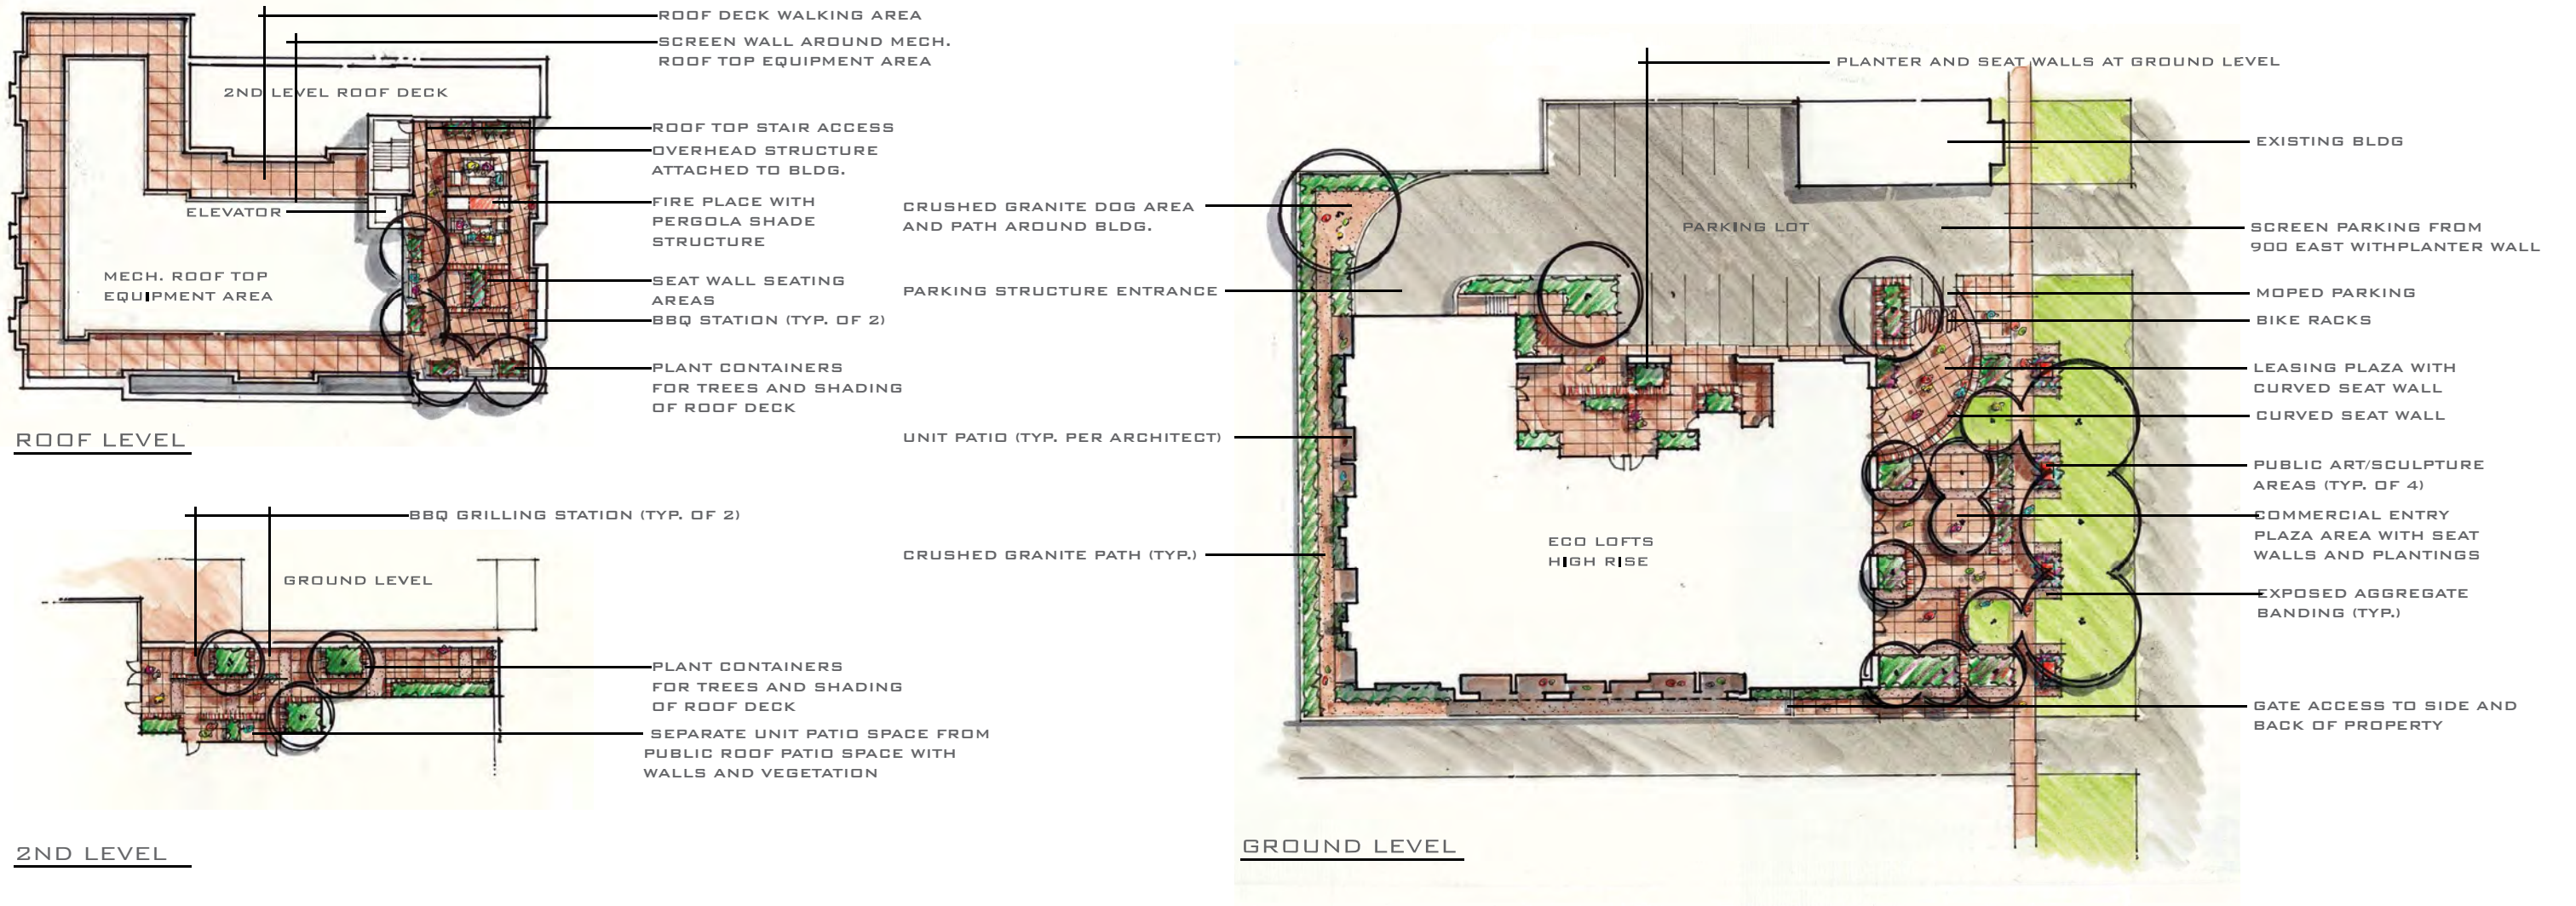 ROOF DECK WALKING AREA
SCREEN WALL AROUND MECH.
ROOF TOP EQUIPMENT AREA
2ND LEVEL ROOF DECK
ROOF TOP STAIR ACCESS
OVERHEAD STRUCTURE
ATTACHED TO BLDG.
FIRE PLACE WITH
PERGOLA SHADE
STRUCTURE
ELEVATOR
MECH. ROOF TOP
EQUIPMENT AREA
SEAT WALL SEATING
AREAS
BBQ STATION (TYP. OF 2)
PLANT CONTAINERS
FOR TREES AND SHADING
OF ROOF DECK
ROOF LEVEL
BBQ GRILLING STATION (TYP. OF 2)
GROUND LEVEL
PLANT CONTAINERS
FOR TREES AND SHADING
OF ROOF DECK
SEPARATE UNIT PATIO SPACE FROM
PUBLIC ROOF PATIO SPACE WITH
WALLS AND VEGETATION
2ND LEVEL
PLANTER AND SEAT WALLS AT GROUND LEVEL
CRUSHED GRANITE DOG AREA
AND PATH AROUND BLDG.
PARKING STRUCTURE ENTRANCE
UNIT PATIO (TYP. PER ARCHITECT)
CRUSHED GRANITE PATH (TYP.)
PARKING LOT
ECO LOFTS
HIGH RISE
EXISTING BLDG
SCREEN PARKING FROM
900 EAST WITHPLANTER WALL
MOPED PARKING
BIKE RACKS
LEASING PLAZA WITH
CURVED SEAT WALL
CURVED SEAT WALL
PUBLIC ART/SCULPTURE
AREAS (TYP. OF 4)
COMMERCIAL ENTRY
PLAZA AREA WITH SEAT
WALLS AND PLANTINGS
EXPOSED AGGREGATE
BANDING (TYP.)
GATE ACCESS TO SIDE AND
BACK OF PROPERTY
GROUND LEVEL